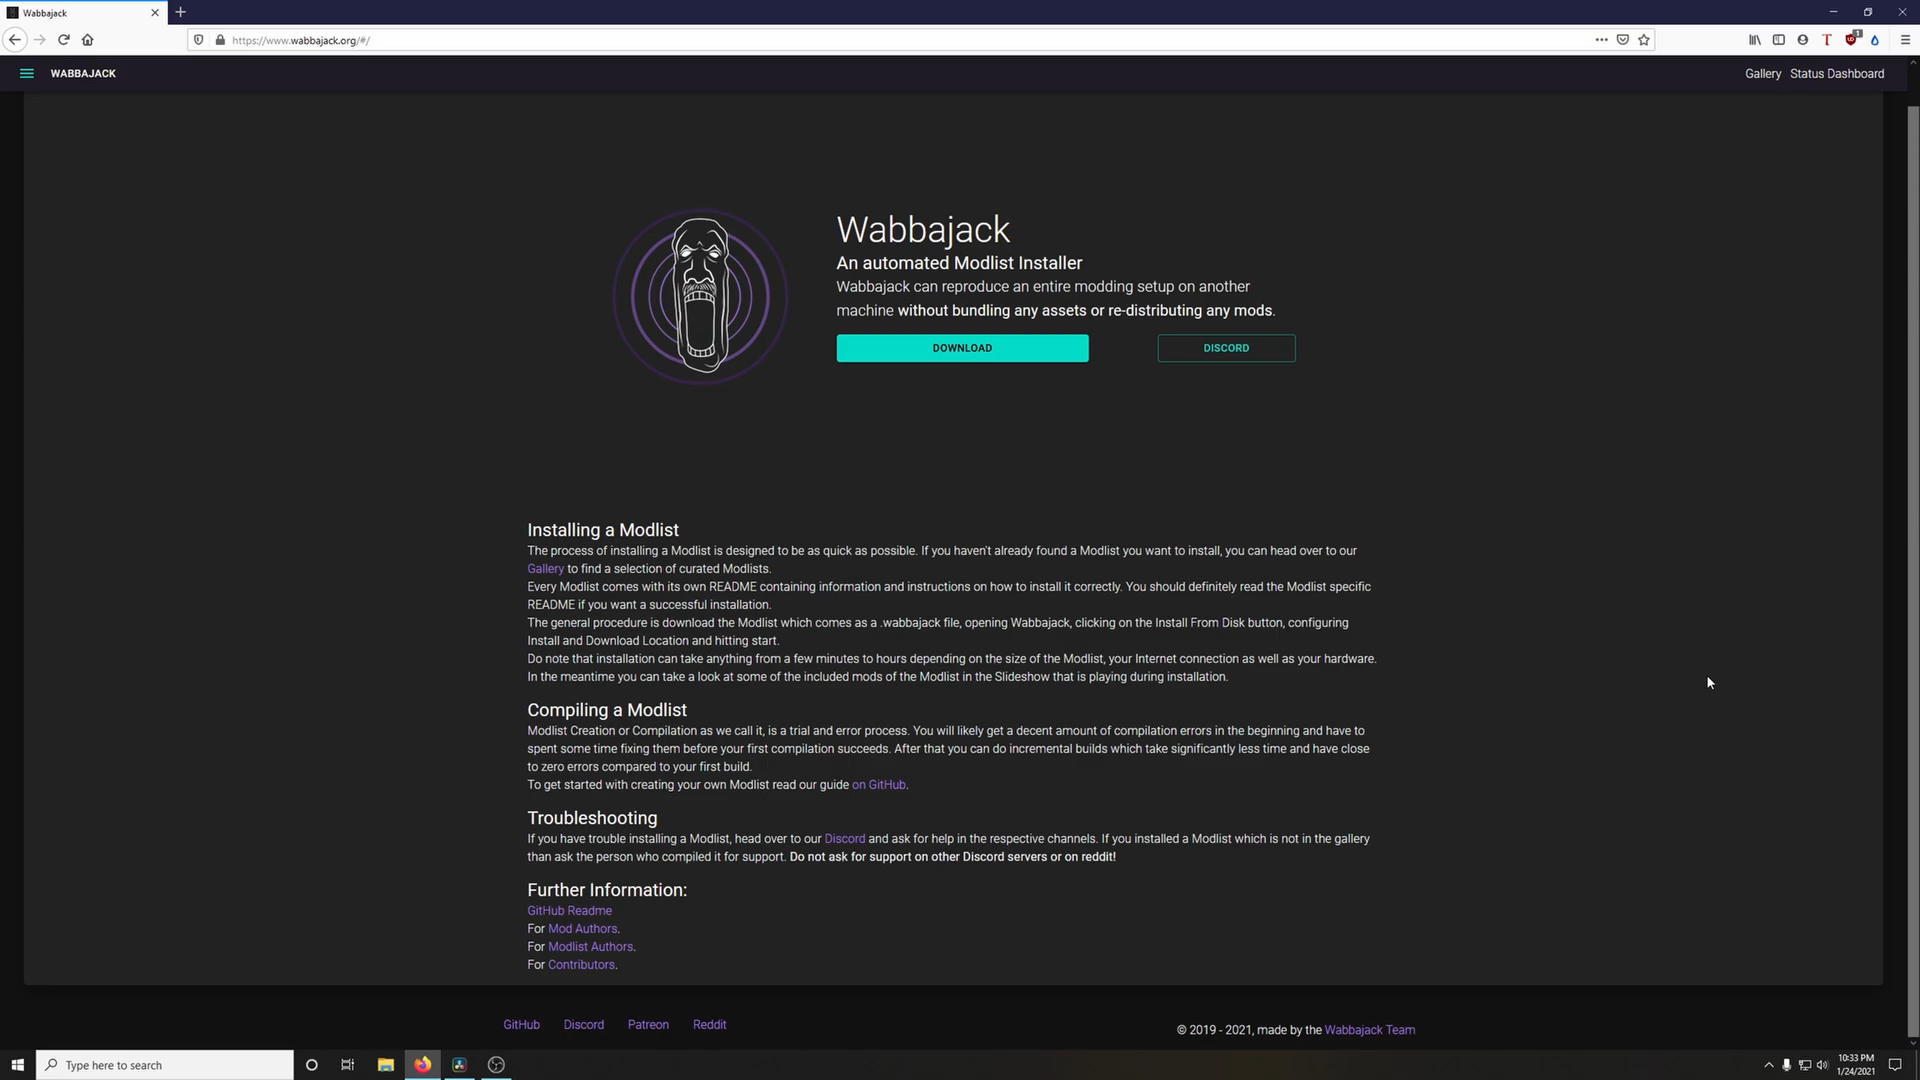 Wabbajack
https://www.wabbajack.org/#/
1
WABBAJACK
Gallery Status Dashboard
Wabbajack
An automated Modlist Installer
Wabbajack can reproduce an entire modding setup on another
machine without bundling any assets or re-distributing any mods.
DOWNLOAD
DISCORD
Installing a Modlist
The process of installing a Modlist is designed to be as quick as possible. If you haven't already found a Modlist you want to install, you can head over to our
Gallery to find a selection of curated Modlists.
Every Modlist comes with its own README containing information and instructions on how to install it correctly. You should definitely read the Modlist specific
README if you want a successful installation.
The general procedure is download the Modlist which comes as a .wabbajack file, opening Wabbajack, clicking on the Install From Disk button, configuring
Install and Download Location and hitting start.
Do note that installation can take anything from a few minutes to hours depending on the size of the Modlist, your Internet connection as well as your hardware.
In the meantime you can take a look at some of the included mods of the Modlist in the Slideshow that is playing during installation.
Compiling a Modlist
Modlist Creation or Compilation as we call it, is a trial and error process. You will likely get a decent amount of compilation errors in the beginning and have to
spent some time fixing them before your first compilation succeeds. After that you can do incremental builds which take significantly less time and have close
to zero errors compared to your first build.
To get started with creating your own Modlist read our guide on GitHub.
Troubleshooting
If you have trouble installing a Modlist, head over to our Discord and ask for help in the respective channels. If you installed a Modlist which is not in the gallery
than ask the person who compiled it for support. Do not ask for support on other Discord servers or on reddit!
Further Information:
GitHub Readme
For Mod Authors.
For Modlist Authors.
For Contributors.
GitHub Discord Patreon Reddit
© 2019 - 2021, made by the Wabbajack Team
Type here to search
10:33 PM
1/24/2021